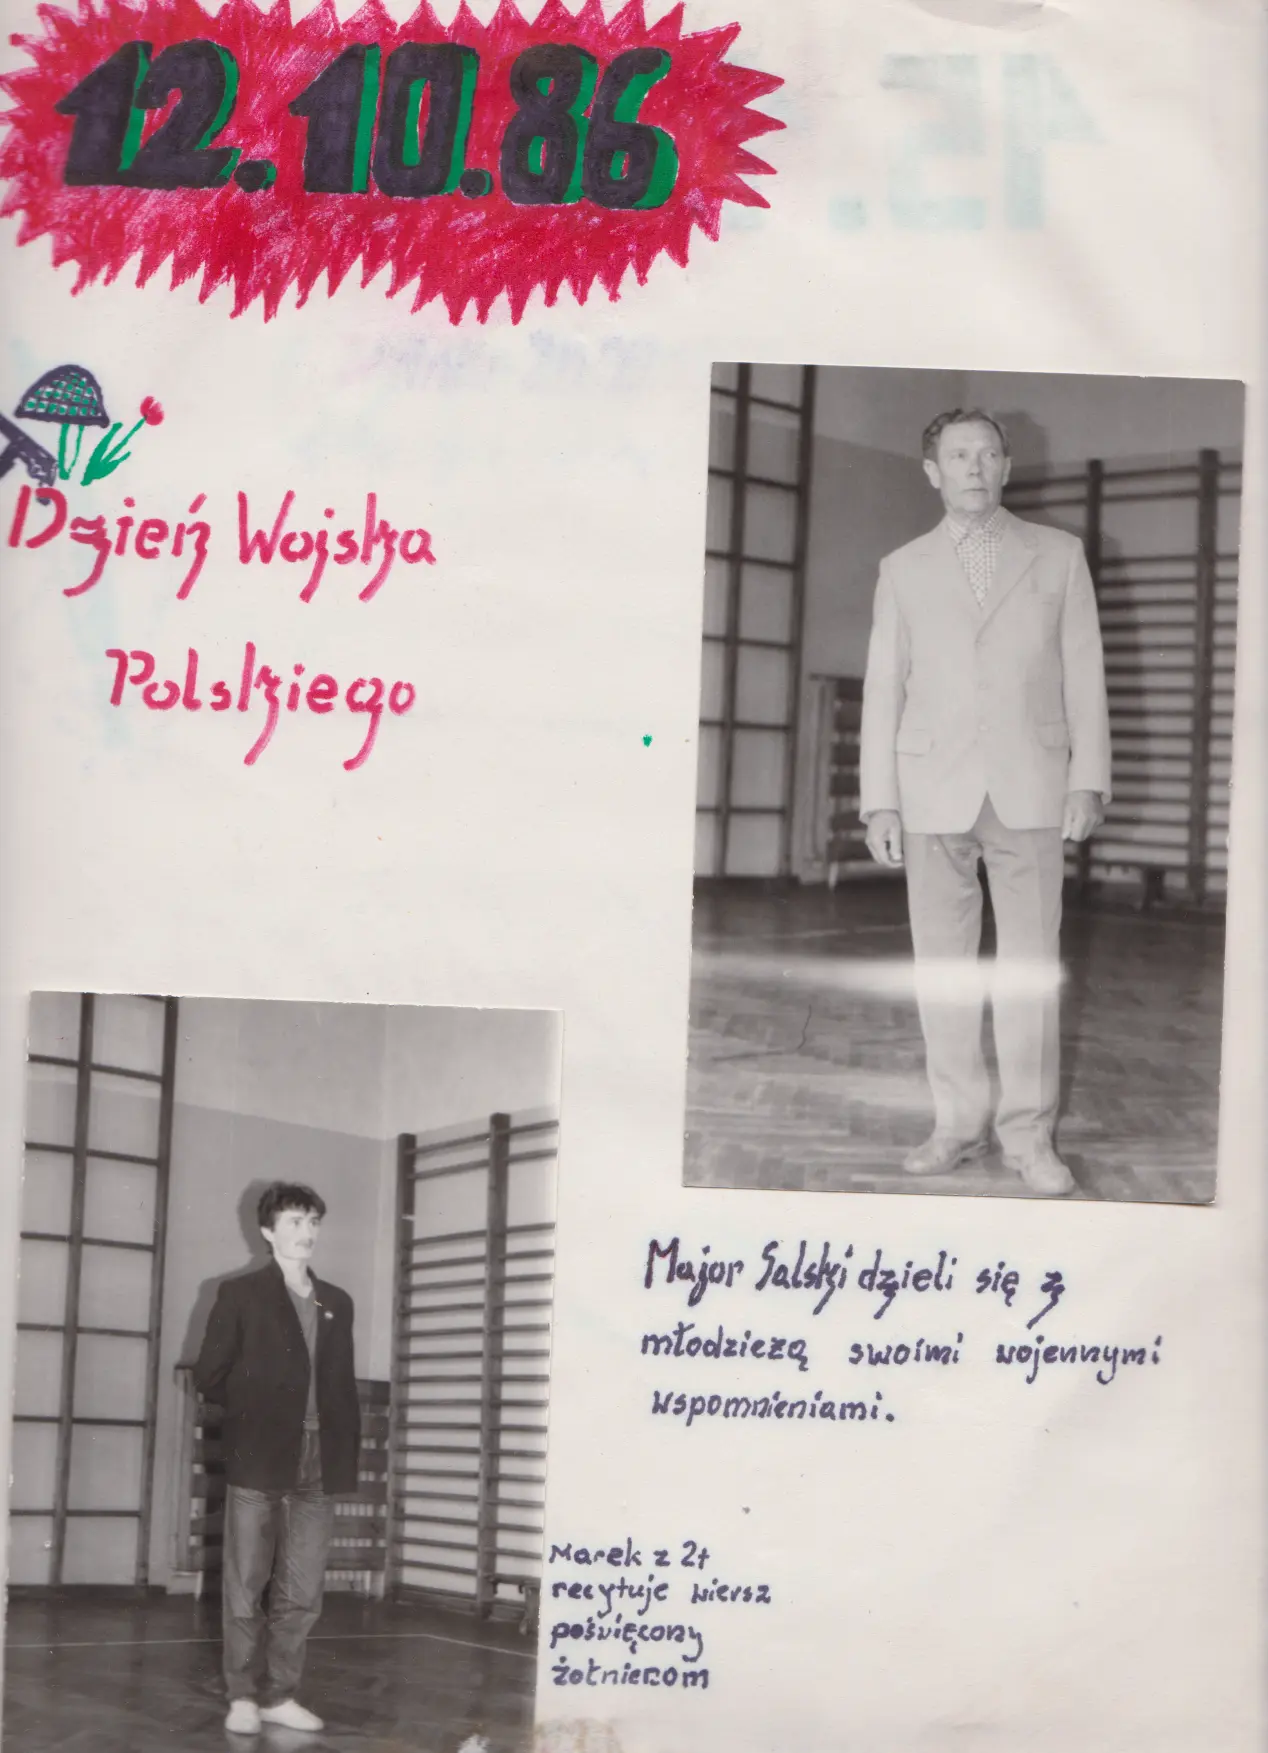 12.10.86
Dzień Wojska
Polskiego
Major Salski dzieli się z
młodzieżą swoimi wojennymi
wspomnieniami.
Marek z 2t
recytuje wiersz
poświęcony
żołnierzom